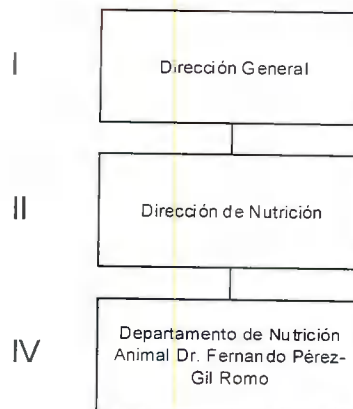 I
Dirección General
II
Dirección de Nutrición
IV
Departamento de Nutrición
Animal Dr. Fernando Pérez-
Gil Romo